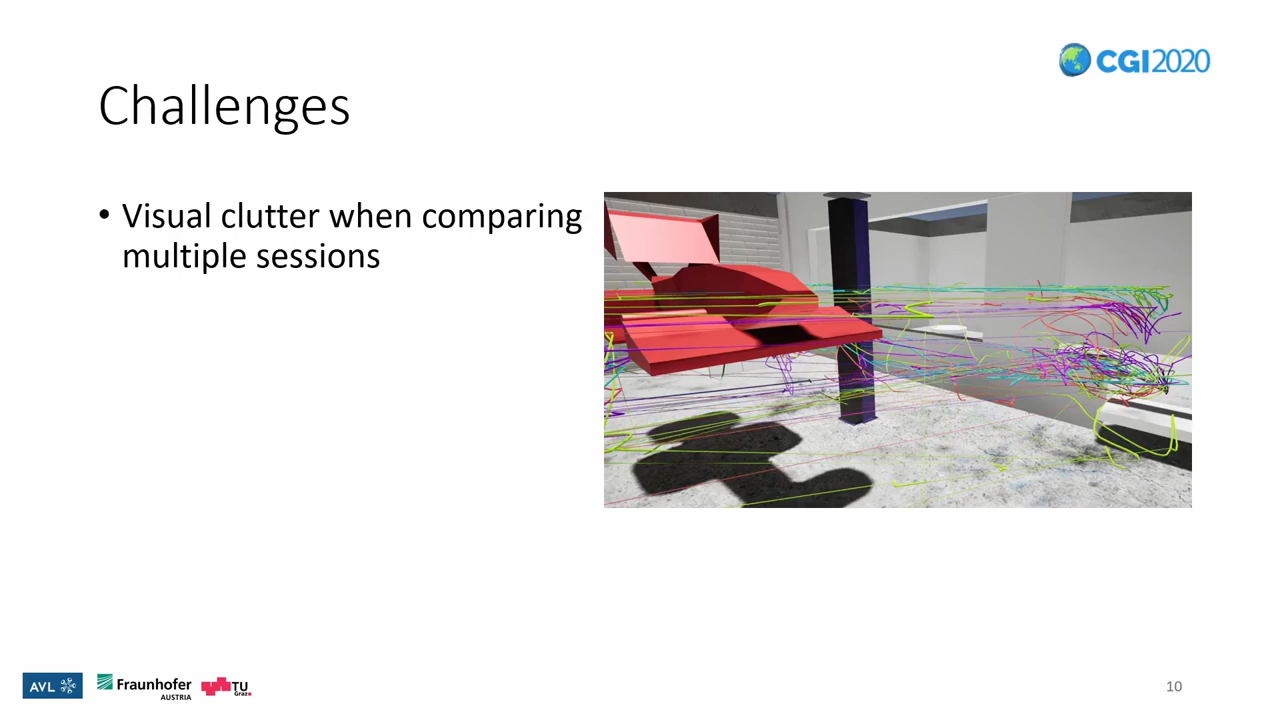 CGI2020
Challenges
• Visual clutter when comparing
multiple sessions
AVL
Fraunhofer
AUSTRIA
TU
Graz
10